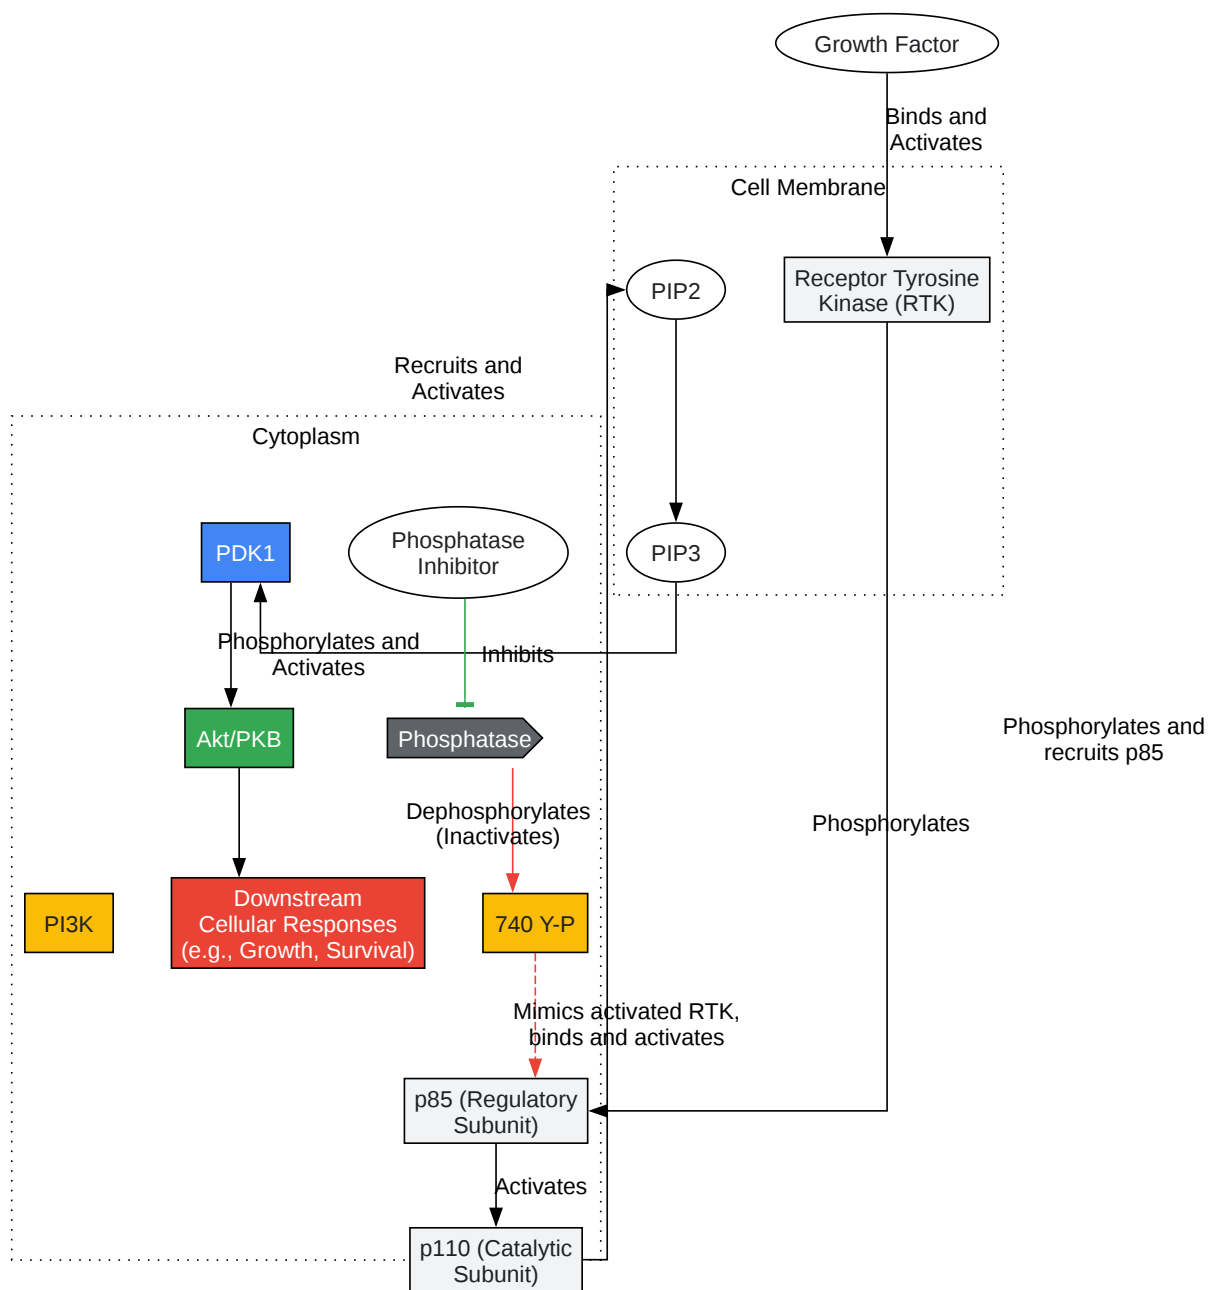 Growth Factor
Binds and
Activates
Cell Membrane
Receptor Tyrosine
Kinase (RTK)
PIP2
Recruits and
Activates
Cytoplasm
PDK1
Phosphatase
Inhibitor
PIP3
Phosphorylates and
Activates
Inhibits
Akt/PKB
Phosphatase
Phosphorylates and
recruits p85
Dephosphorylates
(Inactivates)
Phosphorylates
PI3K
Downstream
Cellular Responses
(e.g., Growth, Survival)
740 Y-P
Mimics activated RTK,
binds and activates
p85 (Regulatory
Subunit)
Activates
p110 (Catalytic
Subunit)